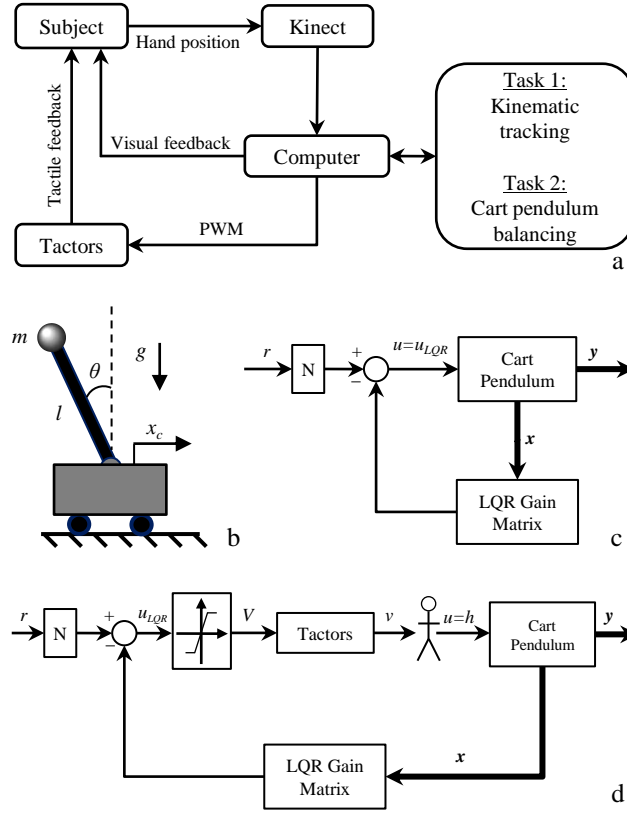 Subject
Hand position
Kinect
Tactile feedback
Visual feedback
Computer
Task 1:
Kinematic
tracking
Task 2:
Cart pendulum
balancing
Tactors
PWM
a
m
g
θ
l
x_c
b
r
N
+
−
u=u_LQR
Cart
Pendulum
y
x
LQR Gain
Matrix
c
r
N
+
−
u_LQR
V
Tactors
v
u=h
Cart
Pendulum
y
x
LQR Gain
Matrix
d